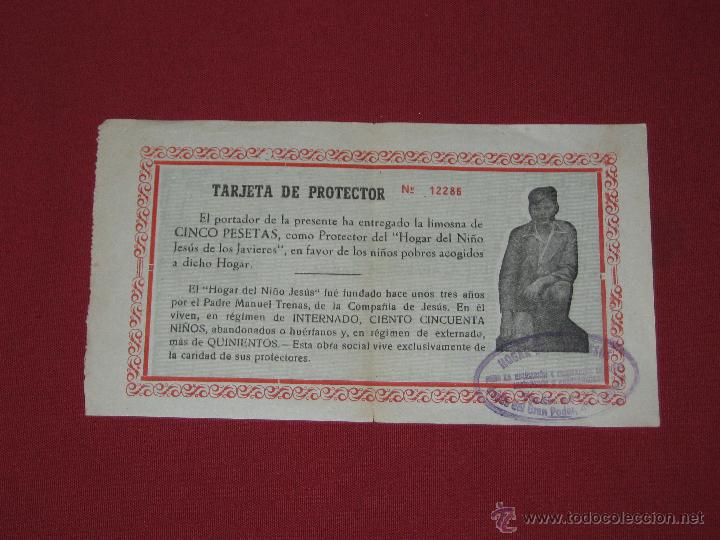 TARJETA DE PROTECTOR Nº 12286
El portador de la presente ha entregado la limosna de
CINCO PESETAS, como Protector del "Hogar del Niño
Jesús de los Javieres", en favor de los niños pobres acogidos
a dicho Hogar.
El "Hogar del Niño Jesús" fué fundado hace unos tres años
por el Padre Manuel Trenas, de la Compañía de Jesús. En él
viven, en régimen de INTERNADO, CIENTO CINCUENTA
NIÑOS, abandonados o huérfanos y, en régimen de externado,
más de QUINIENTOS.— Esta obra social vive exclusivamente de
la caridad de sus protectores.
HOGAR
del Gran Poder,
© todocoleccion.net